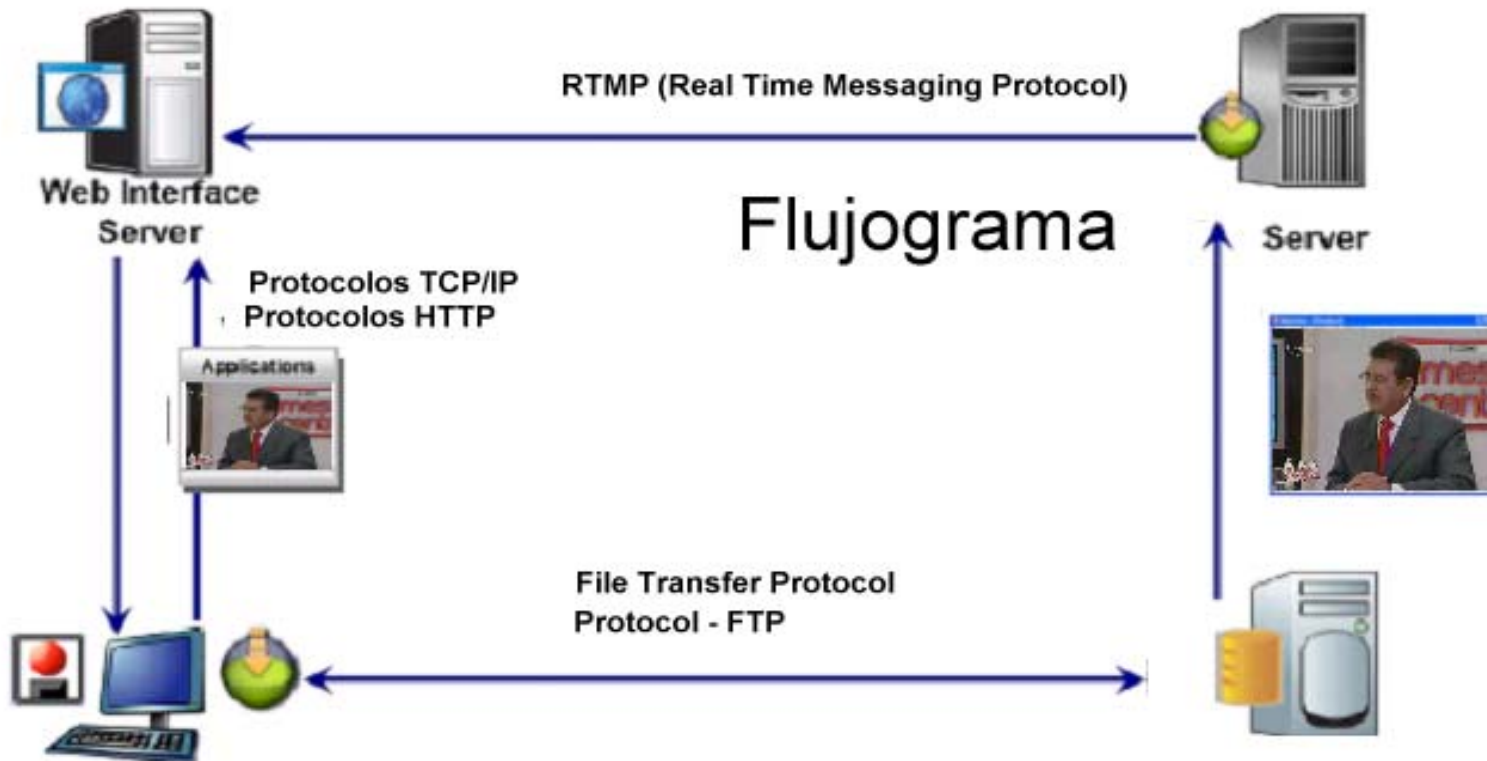 RTMP (Real Time Messaging Protocol)
Web Interface
Server
Flujograma
Server
Protocolos TCP/IP
Protocolos HTTP
Applications
File Transfer Protocol
Protocol - FTP